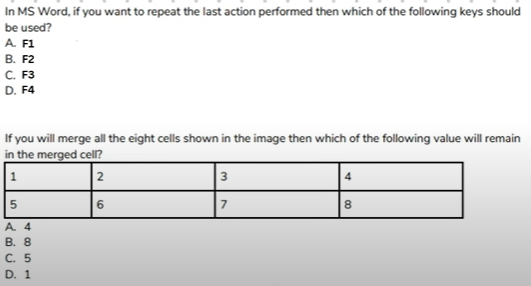 In MS Word, if you want to repeat the last action performed then which of the following keys should
be used?
A. F1
B. F2
C. F3
D. F4
If you will merge all the eight cells shown in the image then which of the following value will remain
in the merged cell?
1 2 3 4
5 6 7 8
A. 4
B. 8
C. 5
D. 1